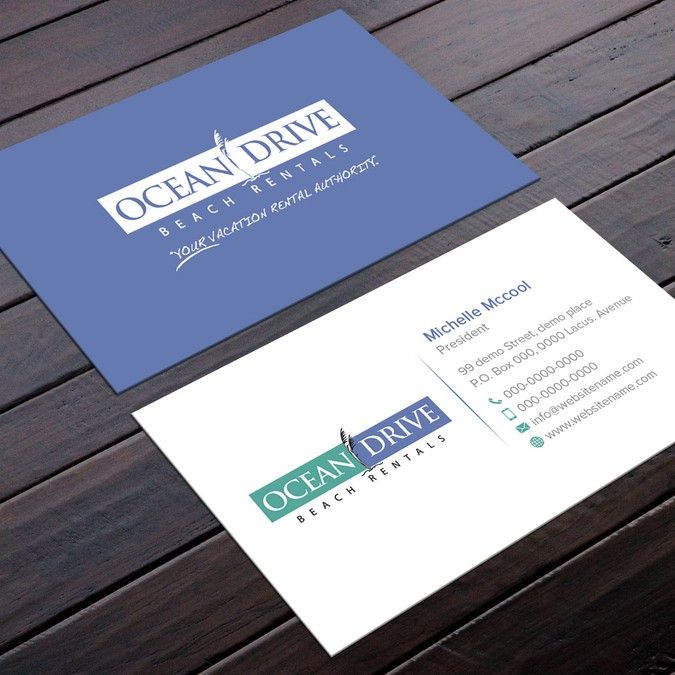 OCEAN DRIVE
BEACH RENTALS
"YOUR VACATION RENTAL AUTHORITY."
Michelle Mccool
President
99 demo Street, demo place
P.O. Box 000, 0000 Lacus. Avenue
000-0000-0000
000-0000-0000
info@websitename.com
www.websitename.com
OCEAN DRIVE
BEACH RENTALS